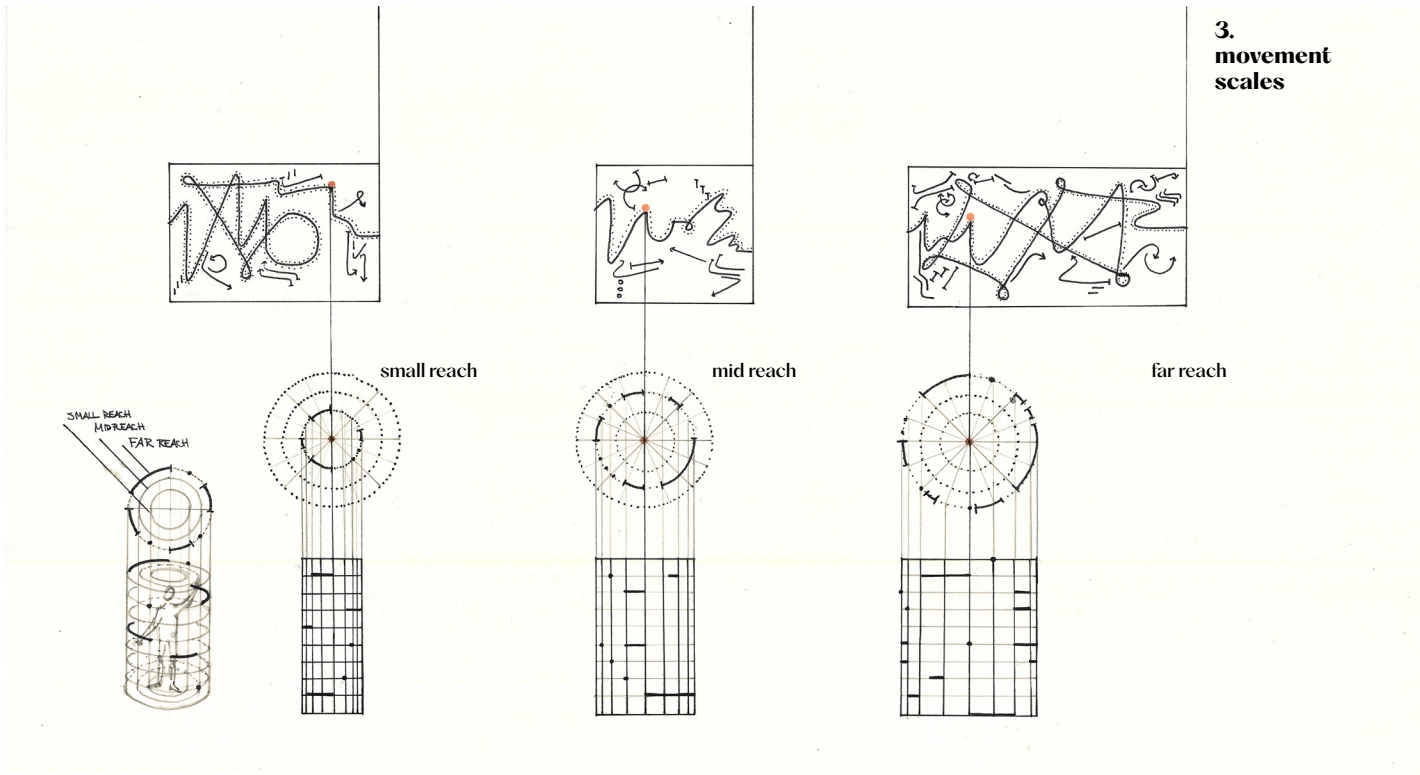 3.
movement
scales
small reach
mid reach
far reach
SMALL REACH
MIDREACH
FAR REACH